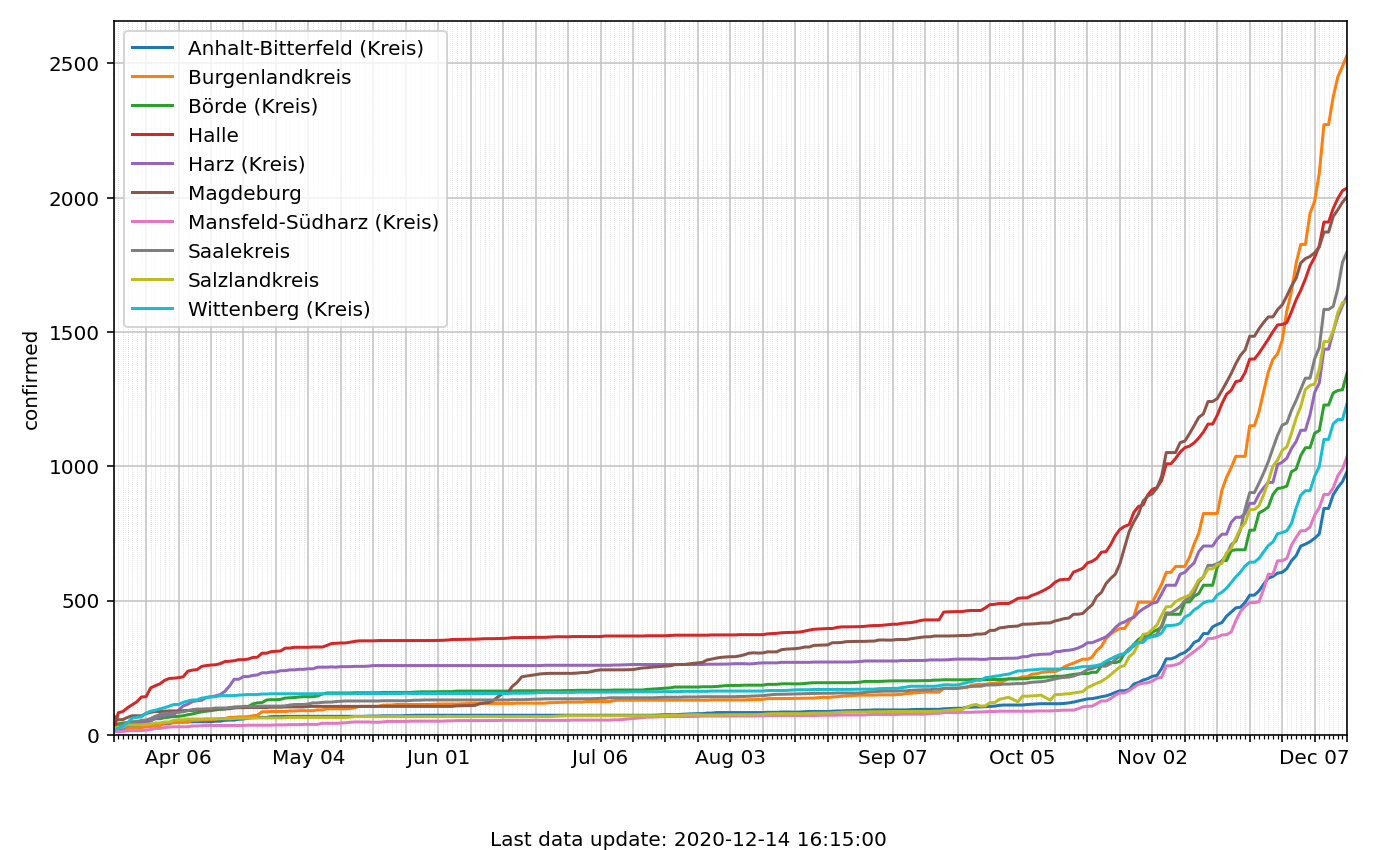 2500
2000
1500
1000
500
0
confirmed
Anhalt-Bitterfeld (Kreis)
Burgenlandkreis
Börde (Kreis)
Halle
Harz (Kreis)
Magdeburg
Mansfeld-Südharz (Kreis)
Saalekreis
Salzlandkreis
Wittenberg (Kreis)
Apr 06 May 04 Jun 01 Jul 06 Aug 03 Sep 07 Oct 05 Nov 02 Dec 07
Last data update: 2020-12-14 16:15:00